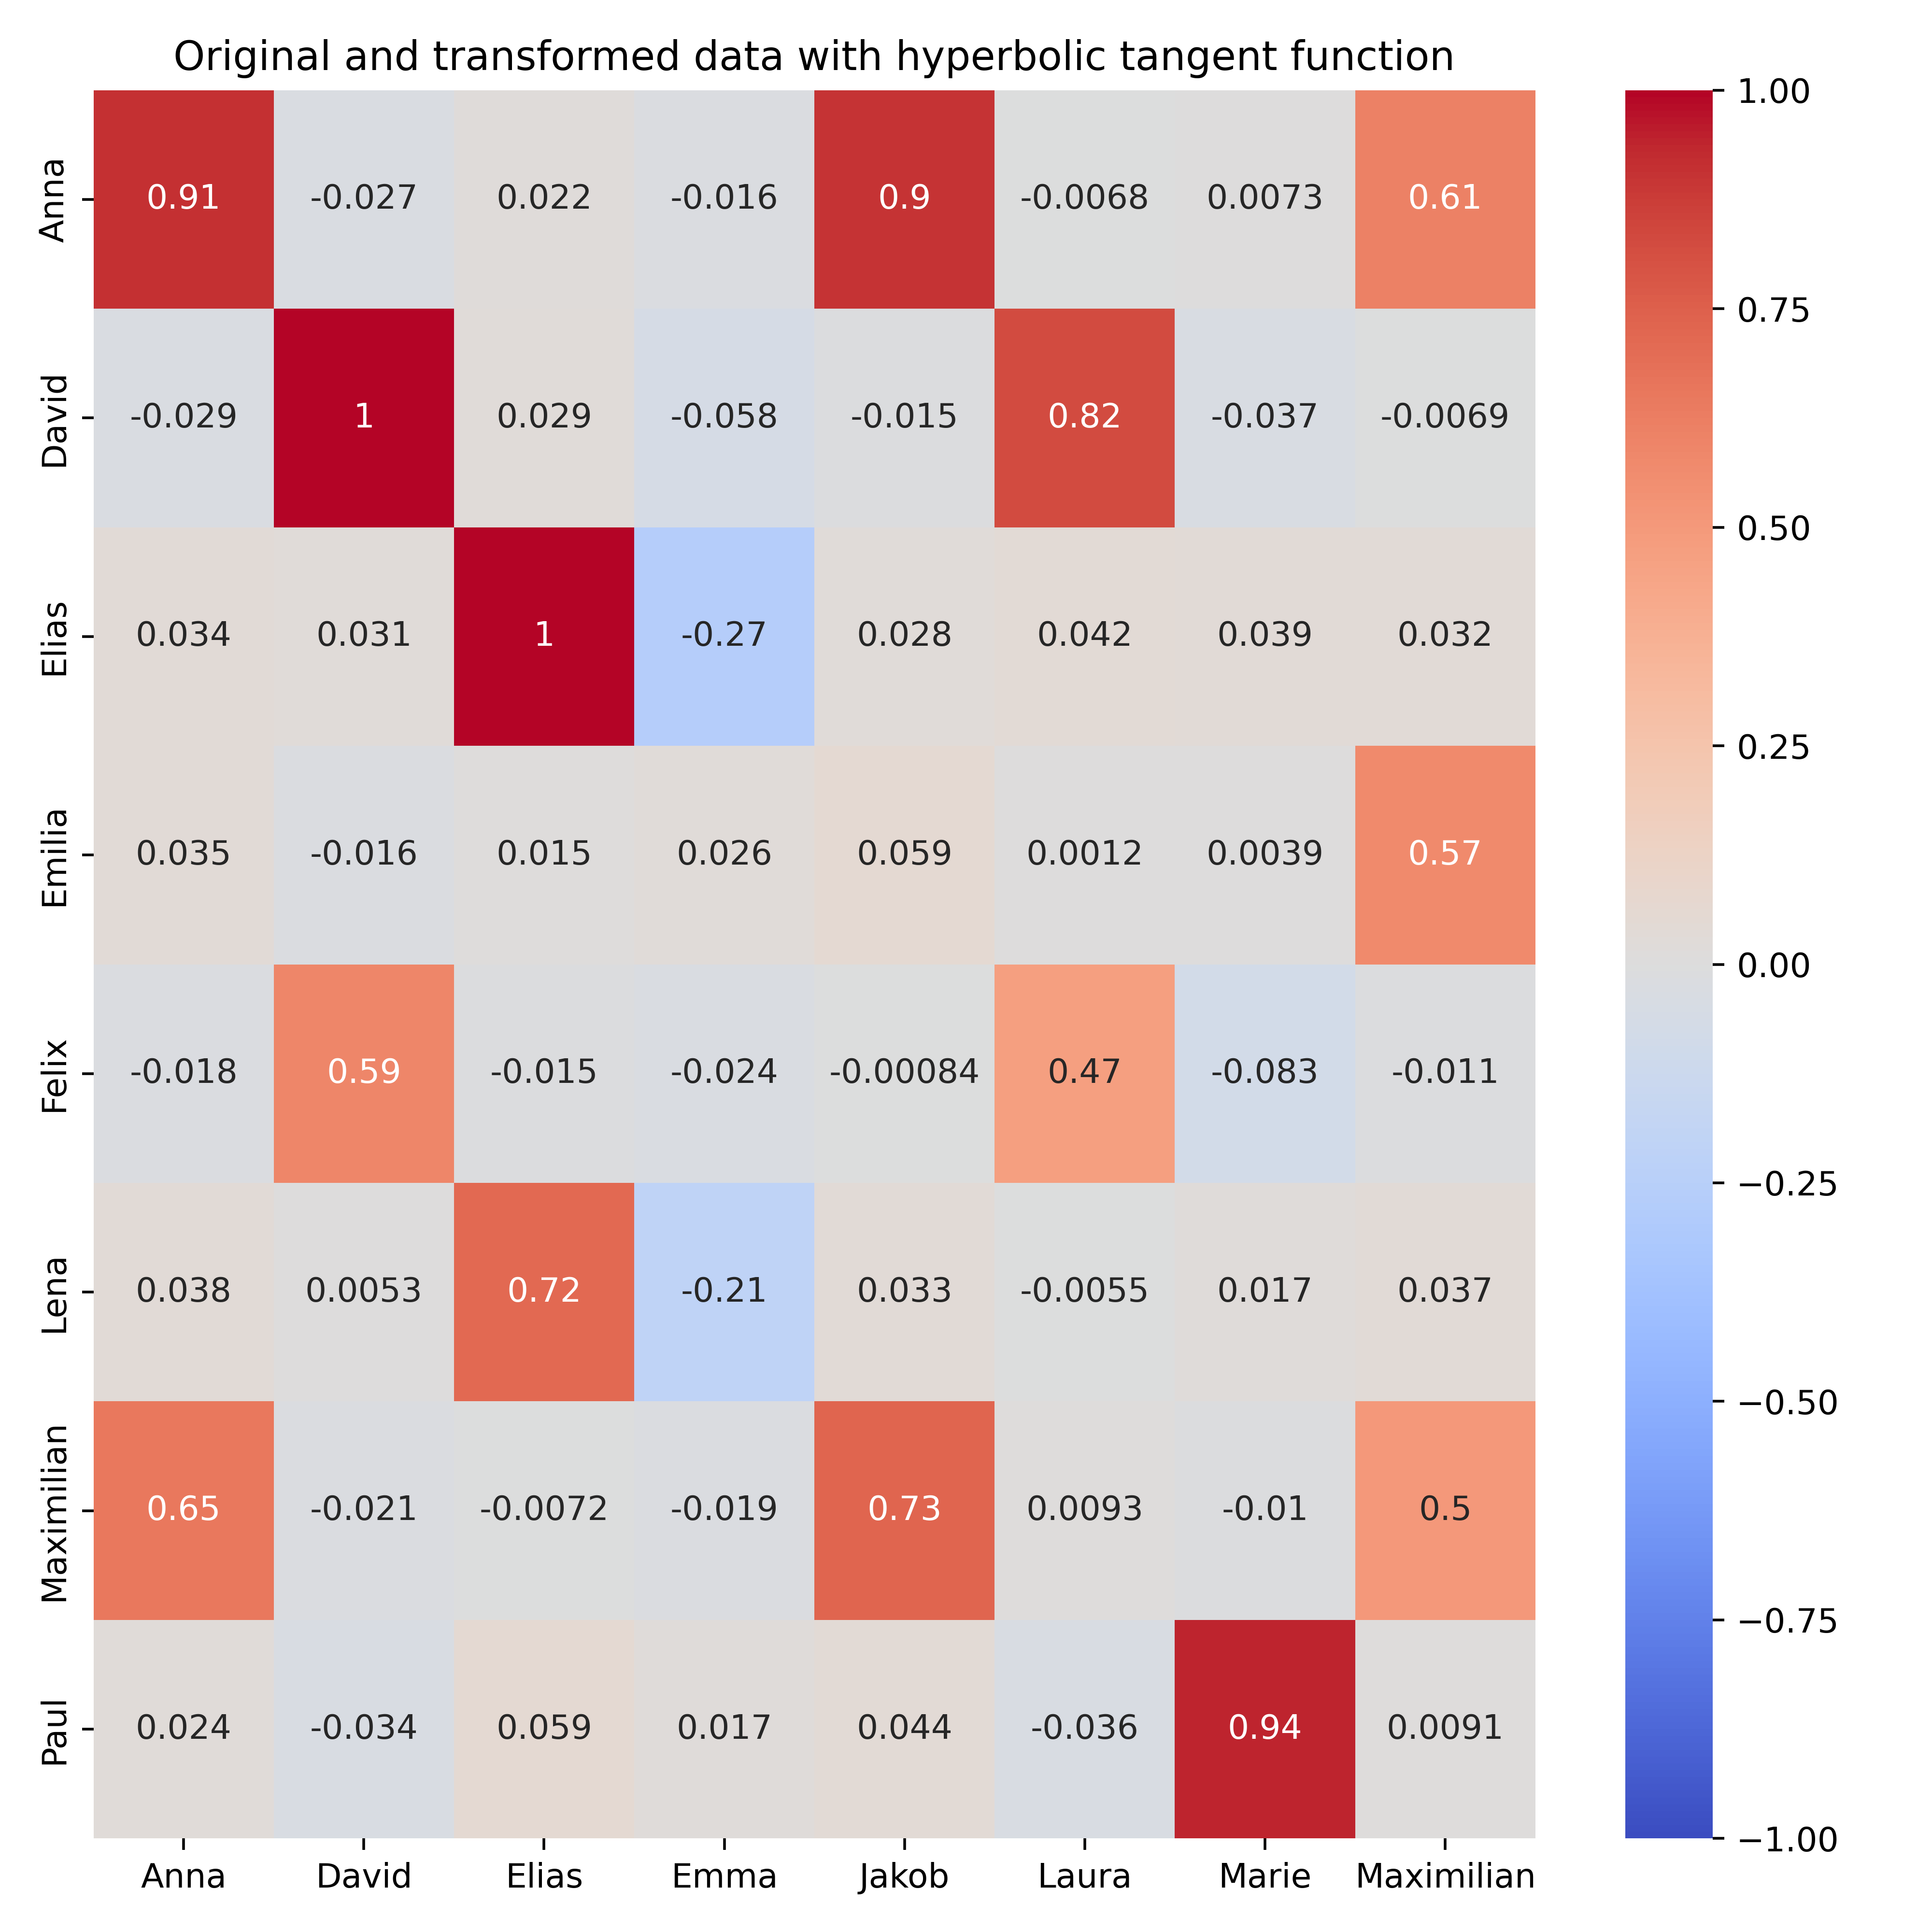 Original and transformed data with hyperbolic tangent function
Anna 0.91 -0.027 0.022 -0.016 0.9 -0.0068 0.0073 0.61
David -0.029 1 0.029 -0.058 -0.015 0.82 -0.037 -0.0069
Elias 0.034 0.031 1 -0.27 0.028 0.042 0.039 0.032
Emilia 0.035 -0.016 0.015 0.026 0.059 0.0012 0.0039 0.57
Felix -0.018 0.59 -0.015 -0.024 -0.00084 0.47 -0.083 -0.011
Lena 0.038 0.0053 0.72 -0.21 0.033 -0.0055 0.017 0.037
Maximilian 0.65 -0.021 -0.0072 -0.019 0.73 0.0093 -0.01 0.5
Paul 0.024 -0.034 0.059 0.017 0.044 -0.036 0.94 0.0091
Anna David Elias Emma Jakob Laura Marie Maximilian
1.00
0.75
0.50
0.25
0.00
−0.25
−0.50
−0.75
−1.00